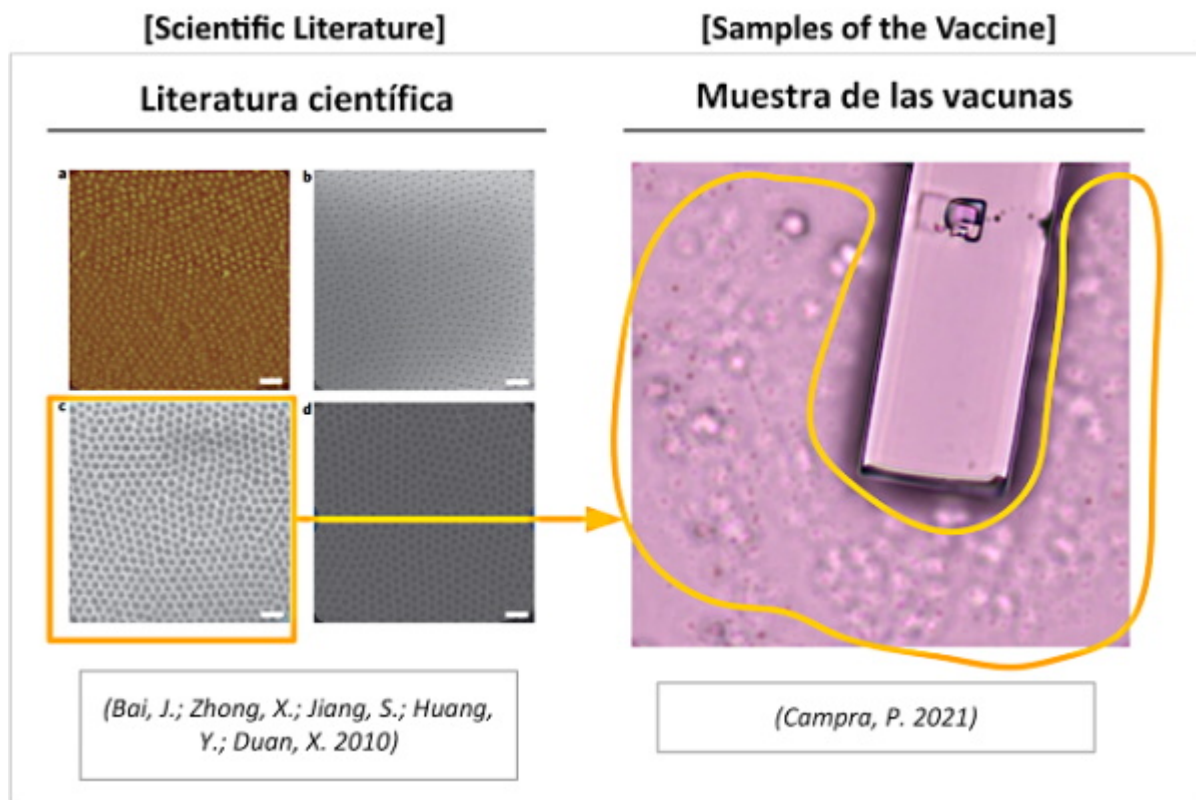 [Scientific Literature]
[Samples of the Vaccine]
Literatura científica
Muestra de las vacunas
a
b
c
d
(Bai, J.; Zhong, X.; Jiang, S.; Huang,
Y.; Duan, X. 2010)
(Campra, P. 2021)